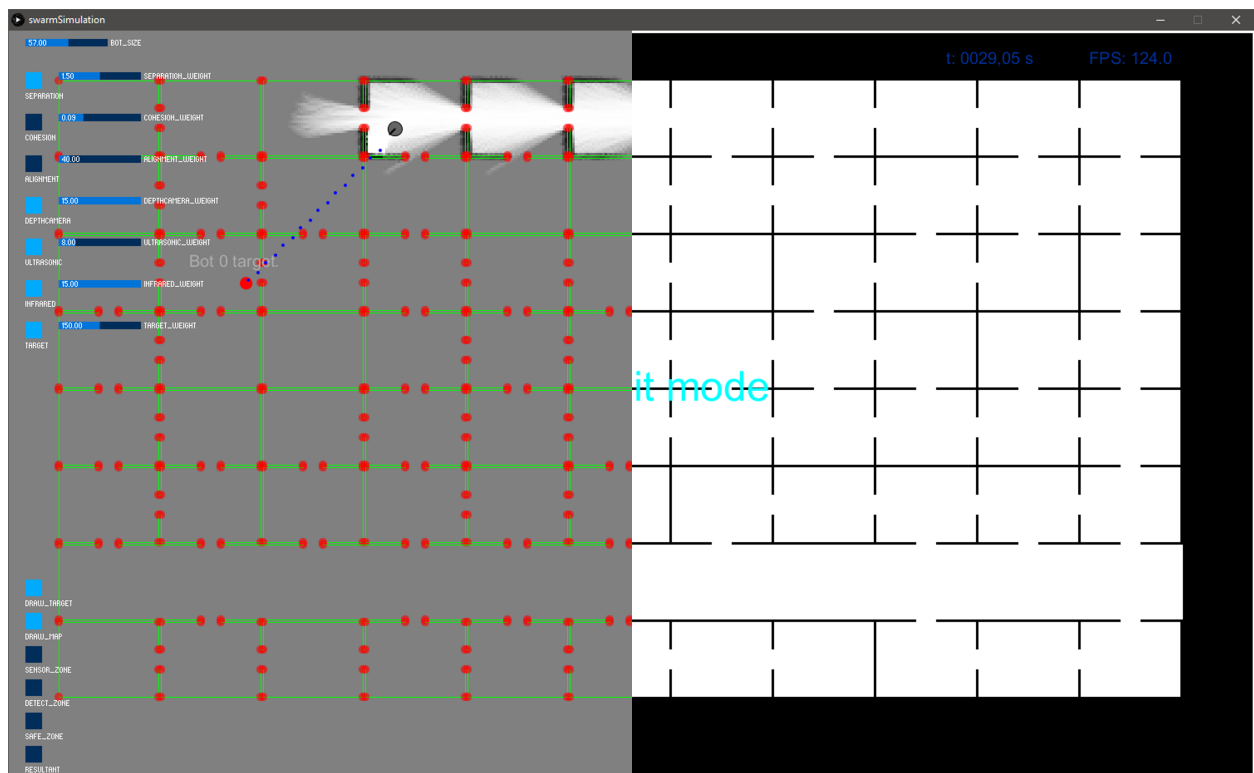 swarmSimulation
t: 0029,05 s FPS: 124.0
57.00 BOT_SIZE
1.50 SEPARATION_WEIGHT
SEPARATION
0.09 COHESION_WEIGHT
COHESION
40.00 ALIGNMENT_WEIGHT
ALIGNMENT
15.00 DEPTHCAMERA_WEIGHT
DEPTHCAMERA
8.00 ULTRASONIC_WEIGHT
ULTRASONIC
Bot 0 target.
15.00 INFRARED_WEIGHT
INFRARED
150.00 TARGET_WEIGHT
TARGET
it mode
DRAW_TARGET
DRAW_MAP
SENSOR_ZONE
DETECT_ZONE
SAFE_ZONE
RESULTANT